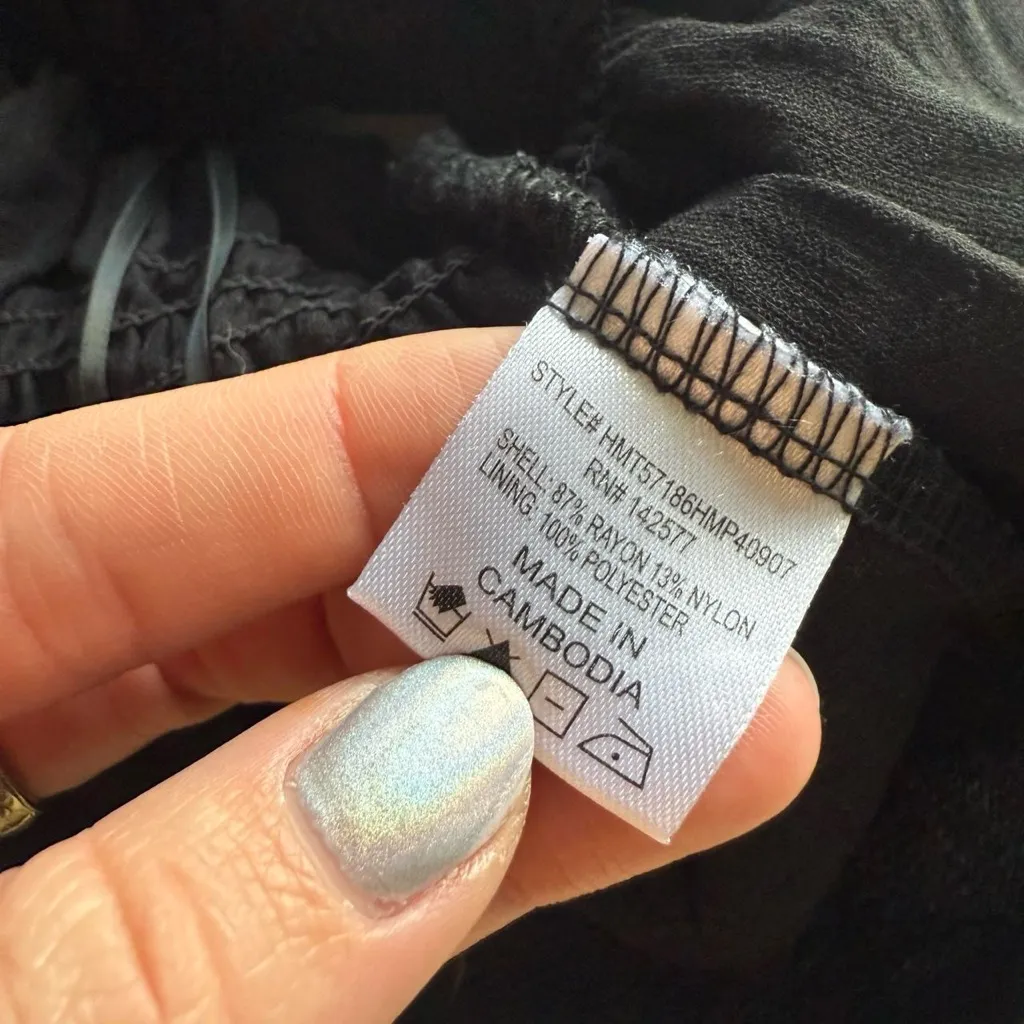 STYLE# HMT57186HMP40907
RN# 142577
SHELL: 87% RAYON 13% NYLON
LINING: 100% POLYESTER
MADE IN
CAMBODIA